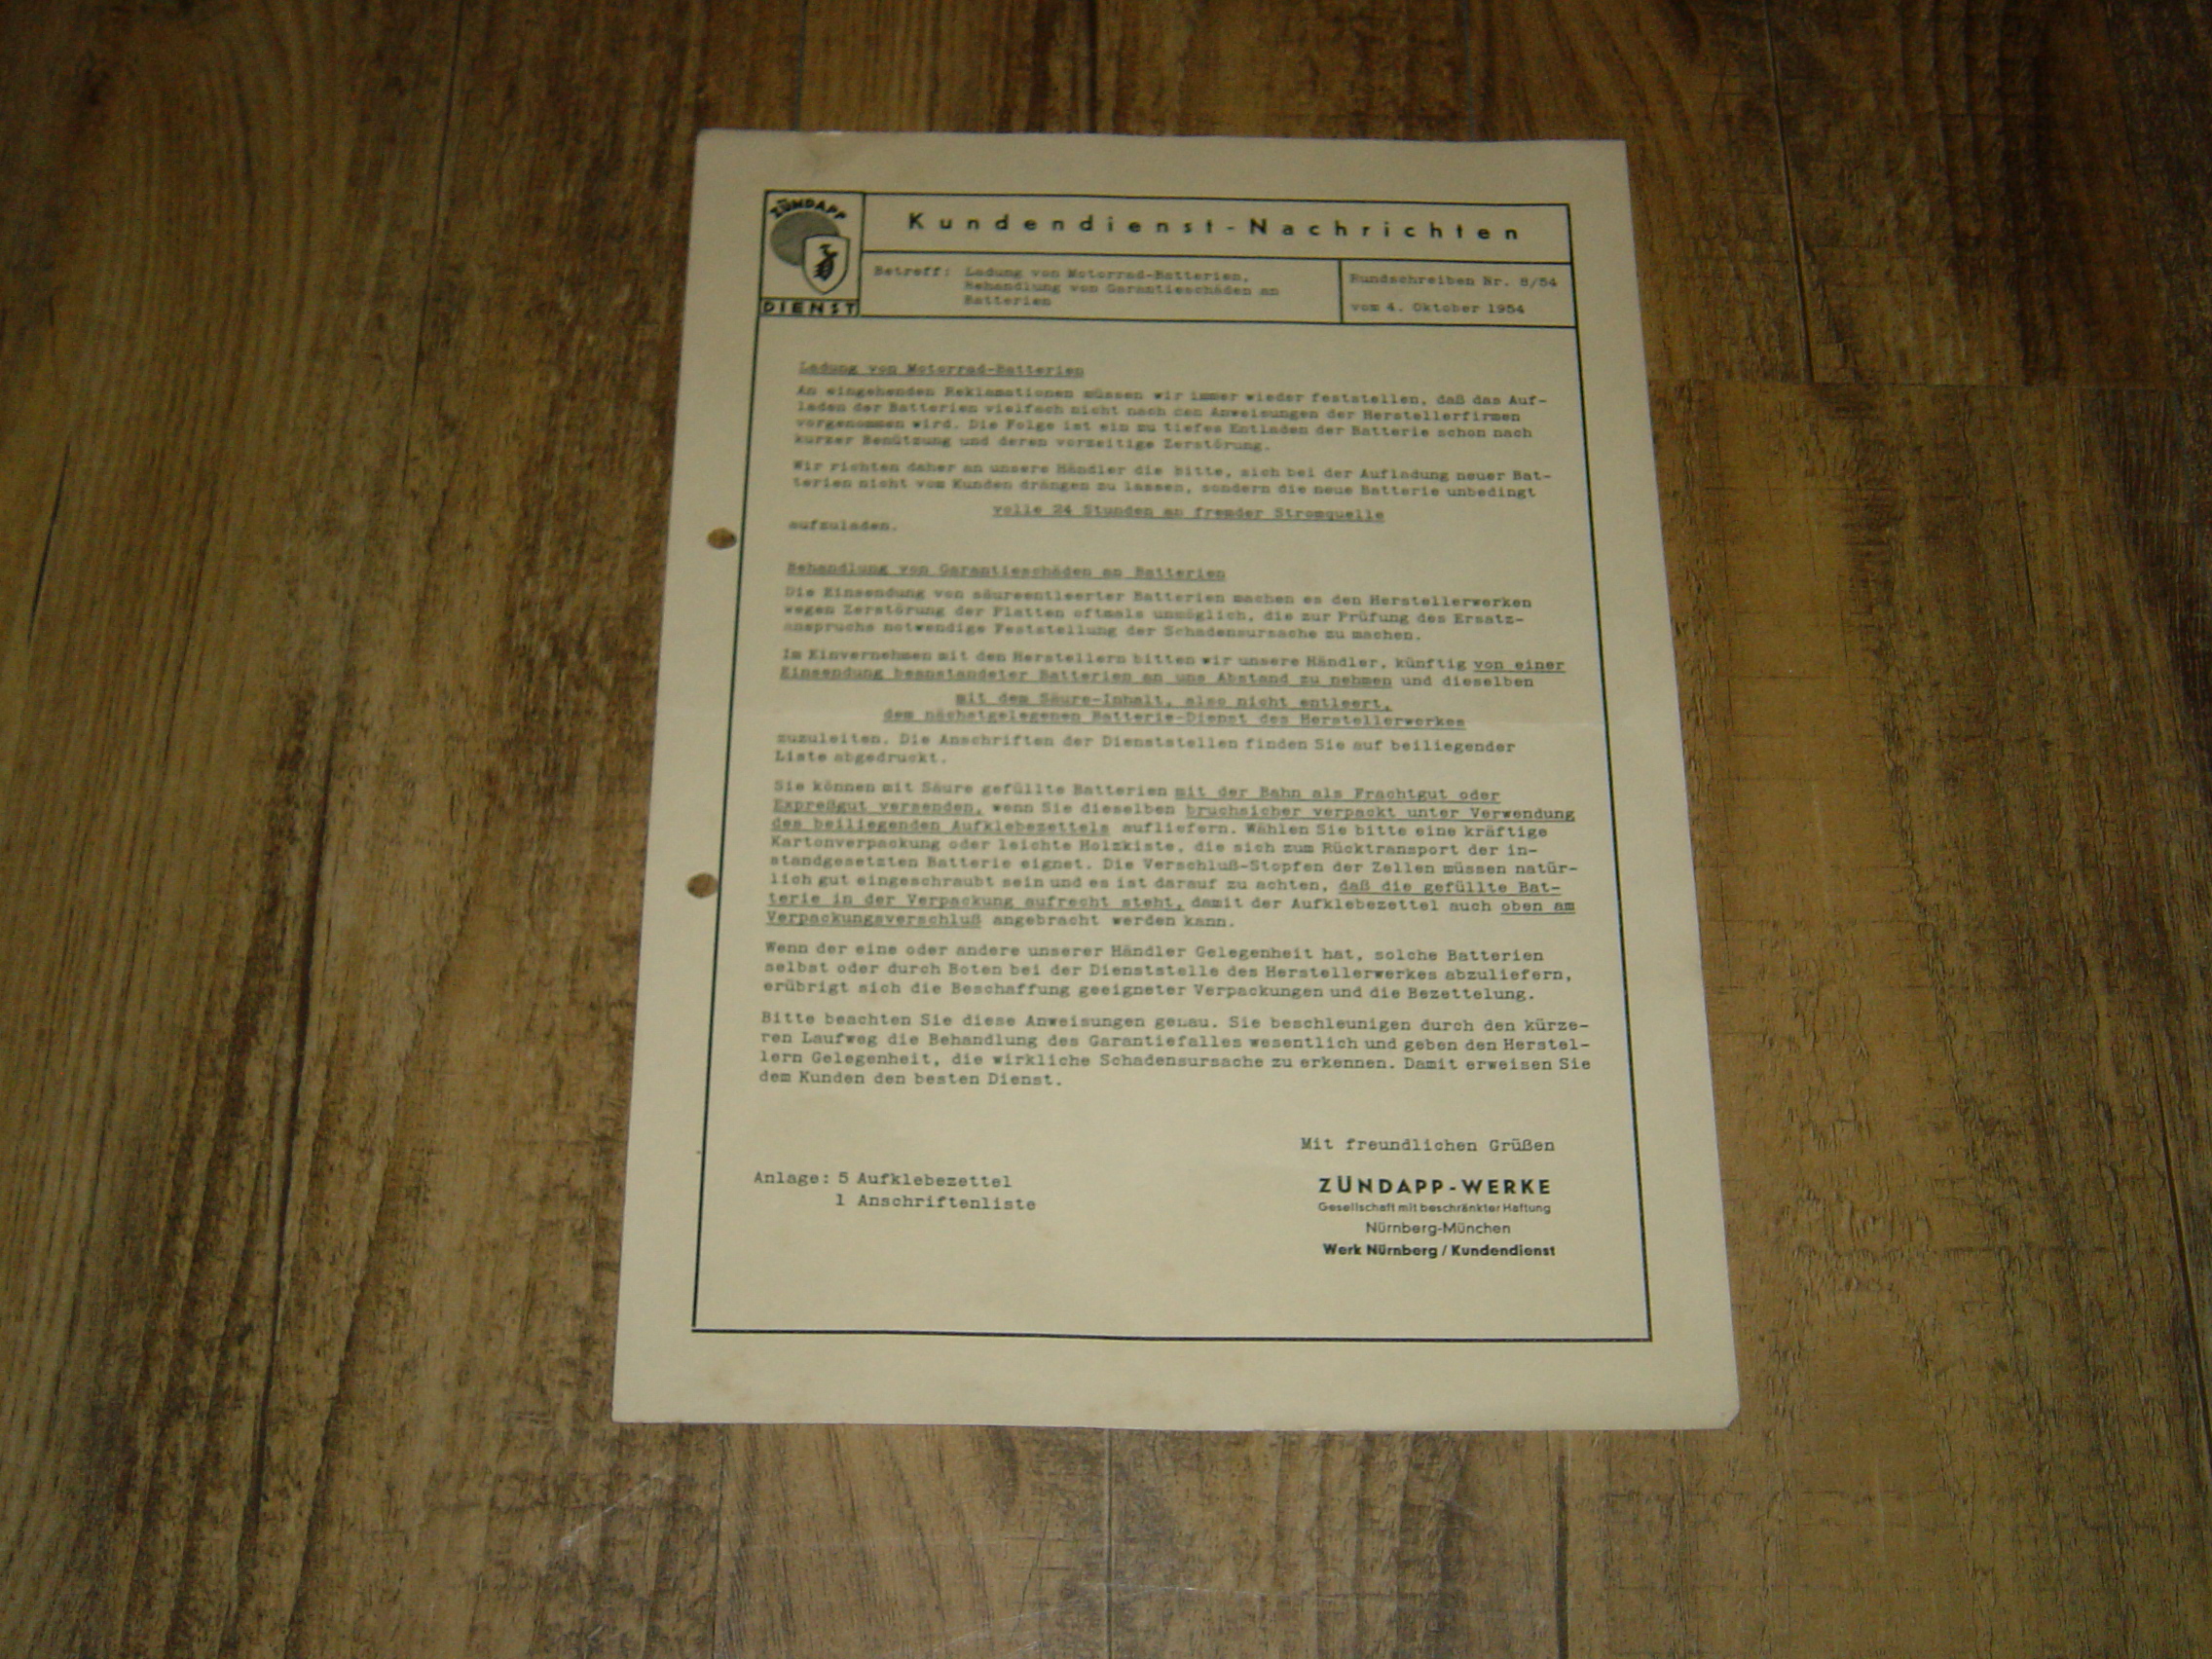 ZÜNDAPP
DIENST
Kundendienst-Nachrichten
Betreff: Ladung von Motorrad-Batterien,
Behandlung von Garantieschäden an
Batterien
Rundschreiben Nr. 8/54
vom 4. Oktober 1954
Ladung von Motorrad-Batterien
An eingehenden Reklamationen müssen wir immer wieder feststellen, daß das Auf-
laden der Batterien vielfach nicht nach den Anweisungen der Herstellerfirmen
vorgenommen wird. Die Folge ist ein zu tiefes Entladen der Batterie schon nach
kurzer Benützung und deren vorzeitige Zerstörung.
Wir richten daher an unsere Händler die bitte, sich bei der Aufladung neuer Bat-
terien nicht vom Kunden drängen zu lassen, sondern die neue Batterie unbedingt
volle 24 Stunden an fremder Stromquelle
aufzuladen.
Behandlung von Garantieschäden an Batterien
Die Einsendung von säureentleerter Batterien machen es den Herstellerwerken
wegen Zerstörung der Platten oftmals unmöglich, die zur Prüfung des Ersatz-
anspruchs notwendige Feststellung der Schadensursache zu machen.
Im Einvernehmen mit den Herstellern bitten wir unsere Händler, künftig von einer
Einsendung beanstandeter Batterien an uns Abstand zu nehmen und dieselben
mit dem Säure-Inhalt, also nicht entleert,
dem nächstgelegenen Batterie-Dienst des Herstellerwerkes
zuzuleiten. Die Anschriften der Dienststellen finden Sie auf beiliegender
Liste abgedruckt.
Sie können mit Säure gefüllte Batterien mit der Bahn als Frachtgut oder
Expreßgut versenden, wenn Sie dieselben bruchsicher verpackt unter Verwendung
des beiliegenden Aufklebezettels aufliefern. Wählen Sie bitte eine kräftige
Kartonverpackung oder leichte Holzkiste, die sich zum Rücktransport der in-
standgesetzten Batterie eignet. Die Verschluß-Stopfen der Zellen müssen natür-
lich gut eingeschraubt sein und es ist darauf zu achten, daß die gefüllte Bat-
terie in der Verpackung aufrecht steht, damit der Aufklebezettel auch oben am
Verpackungsverschluß angebracht werden kann.
Wenn der eine oder andere unserer Händler Gelegenheit hat, solche Batterien
selbst oder durch Boten bei der Dienststelle des Herstellerwerkes abzuliefern,
erübrigt sich die Beschaffung geeigneter Verpackungen und die Bezettelung.
Bitte beachten Sie diese Anweisungen genau. Sie beschleunigen durch den kürze-
ren Laufweg die Behandlung des Garantiefalles wesentlich und geben den Herstel-
lern Gelegenheit, die wirkliche Schadensursache zu erkennen. Damit erweisen Sie
dem Kunden den besten Dienst.
Mit freundlichen Grüßen
Anlage: 5 Aufklebezettel
1 Anschriftenliste
ZÜNDAPP-WERKE
Gesellschaft mit beschränkter Haftung
Nürnberg-München
Werk Nürnberg / Kundendienst